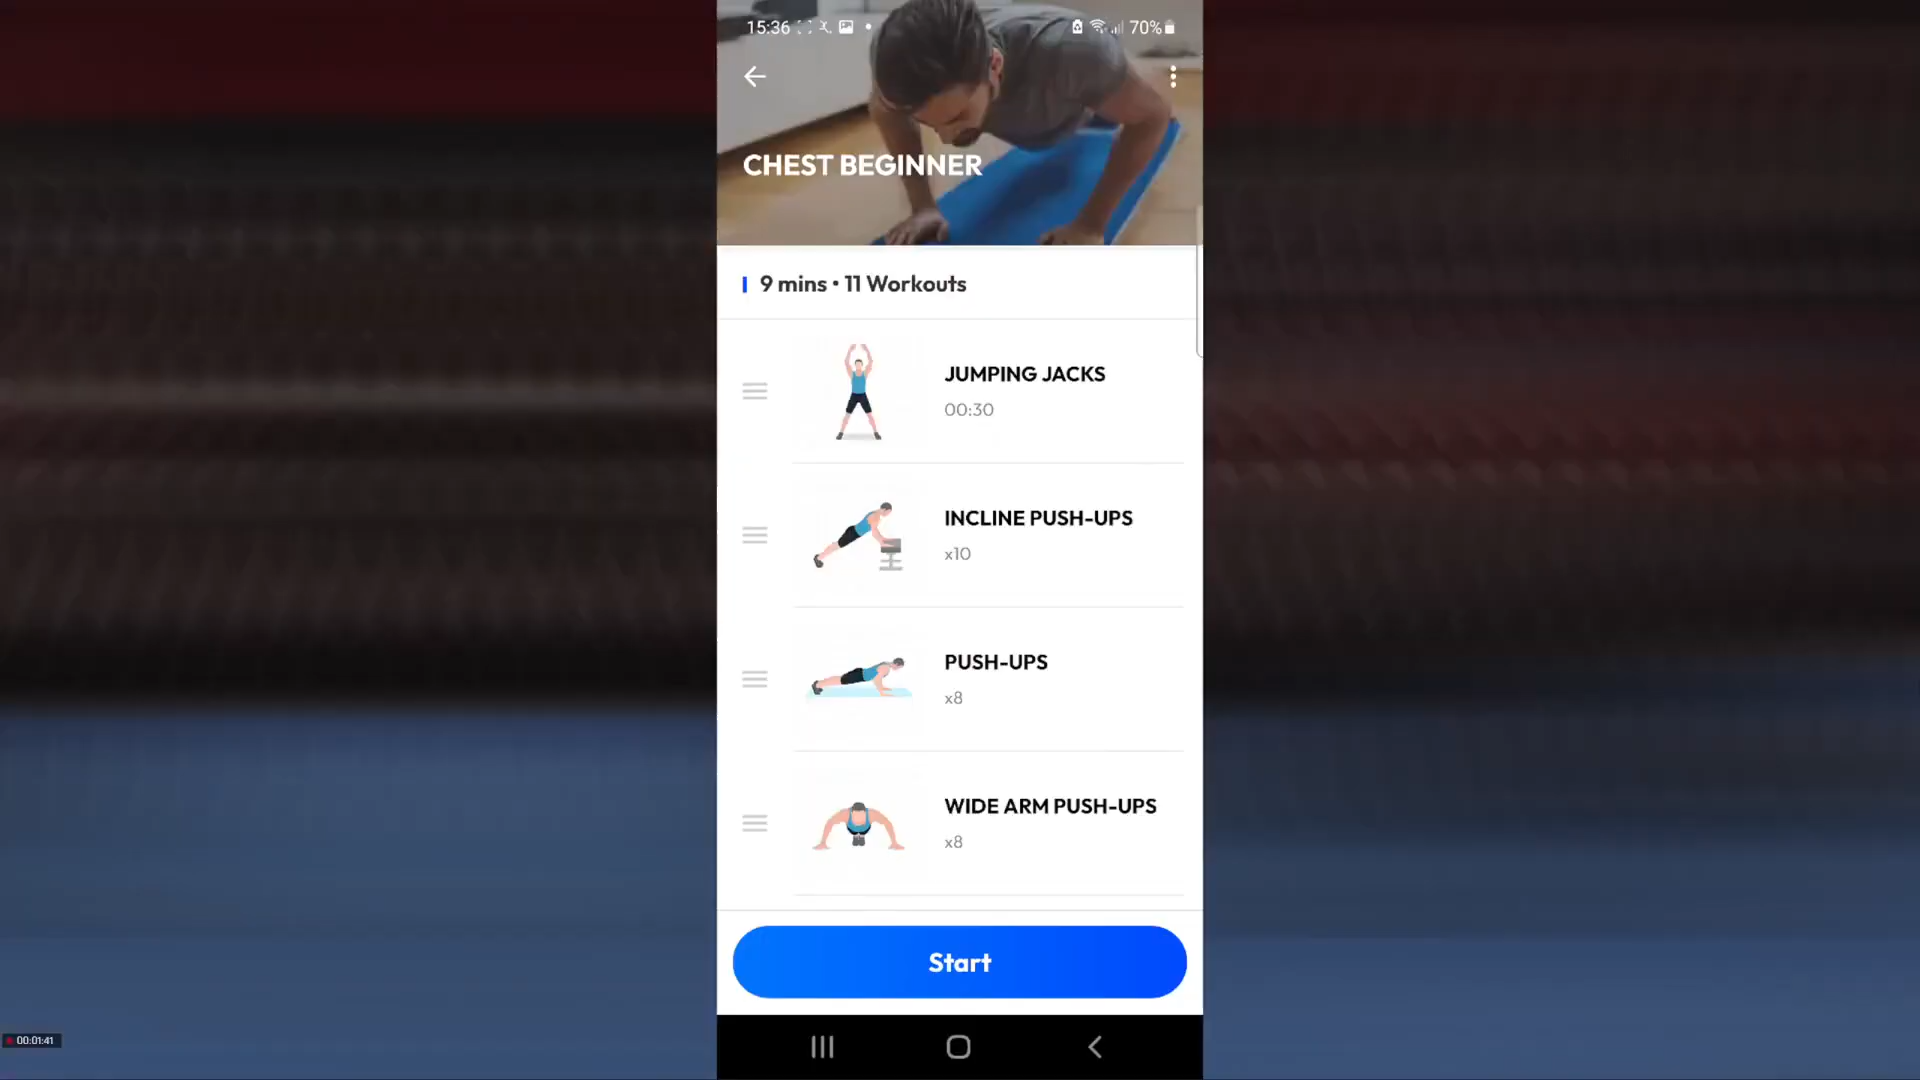 15:36
70%
CHEST BEGINNER
9 mins • 11 Workouts
JUMPING JACKS
00:30
INCLINE PUSH-UPS
x10
PUSH-UPS
x8
WIDE ARM PUSH-UPS
x8
Start
00:01:41